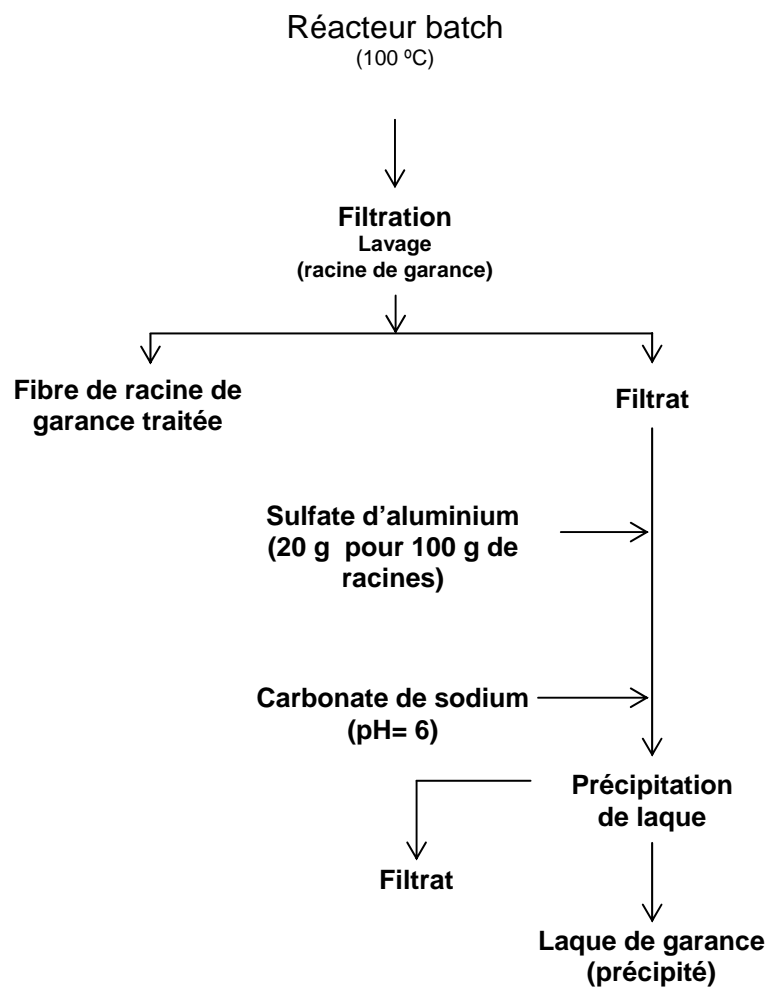 Réacteur batch
(100 ºC)
Filtration
Lavage
(racine de garance)
Fibre de racine de
garance traitée
Filtrat
Sulfate d’aluminium
(20 g pour 100 g de
racines)
Carbonate de sodium
(pH= 6)
Précipitation
de laque
Filtrat
Laque de garance
(précipité)